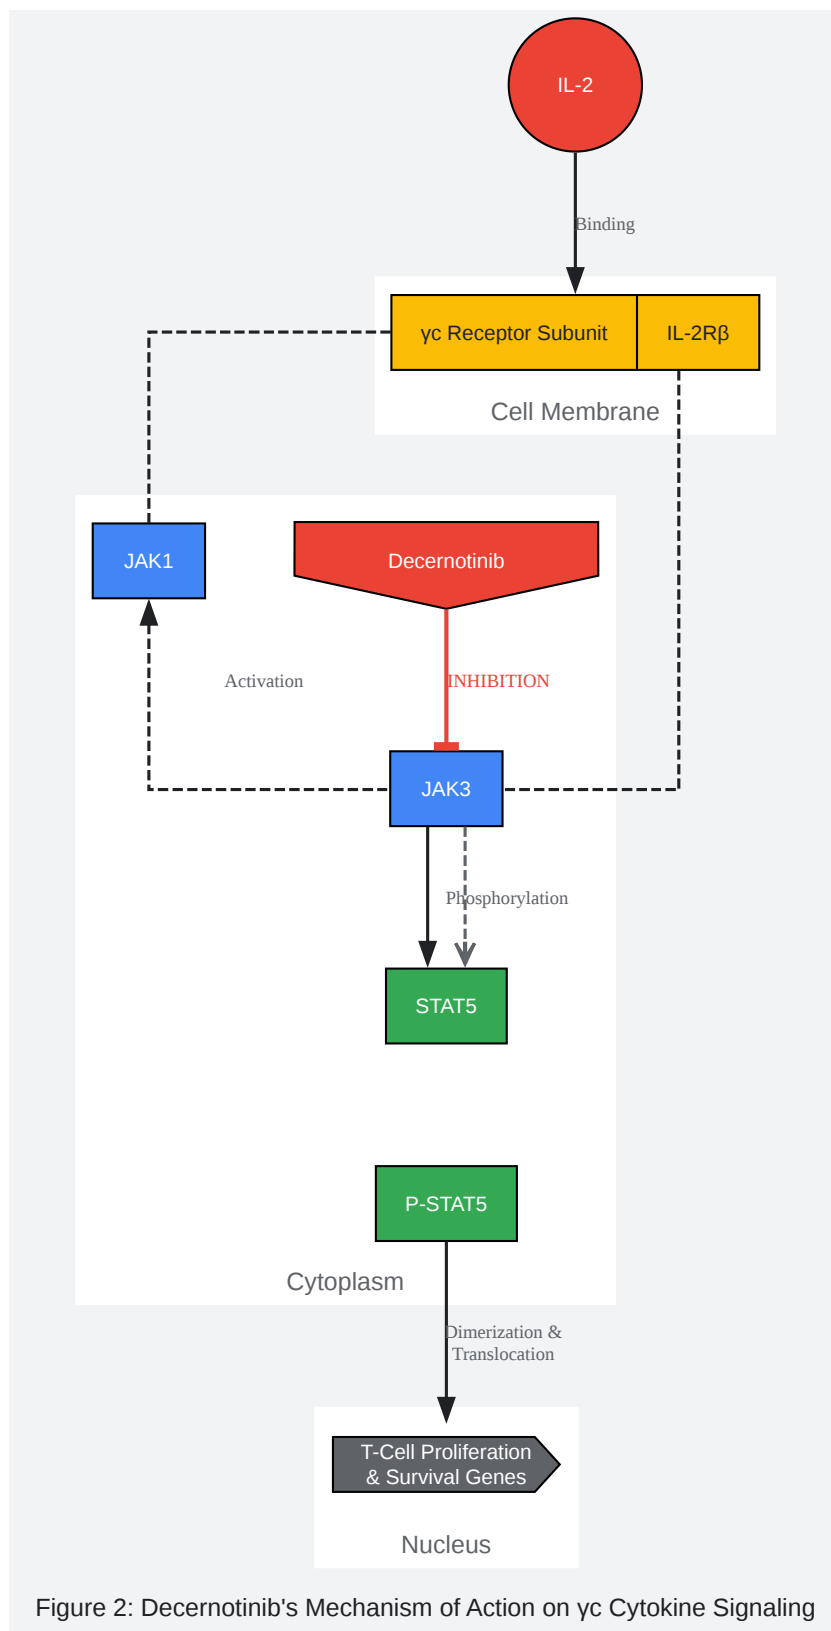 IL-2
Binding
γc Receptor Subunit
IL-2Rβ
Cell Membrane
JAK1
Decernotinib
Activation
INHIBITION
JAK3
Phosphorylation
STAT5
P-STAT5
Cytoplasm
Dimerization &
Translocation
T-Cell Proliferation
& Survival Genes
Nucleus
Figure 2: Decernotinib's Mechanism of Action on γc Cytokine Signaling